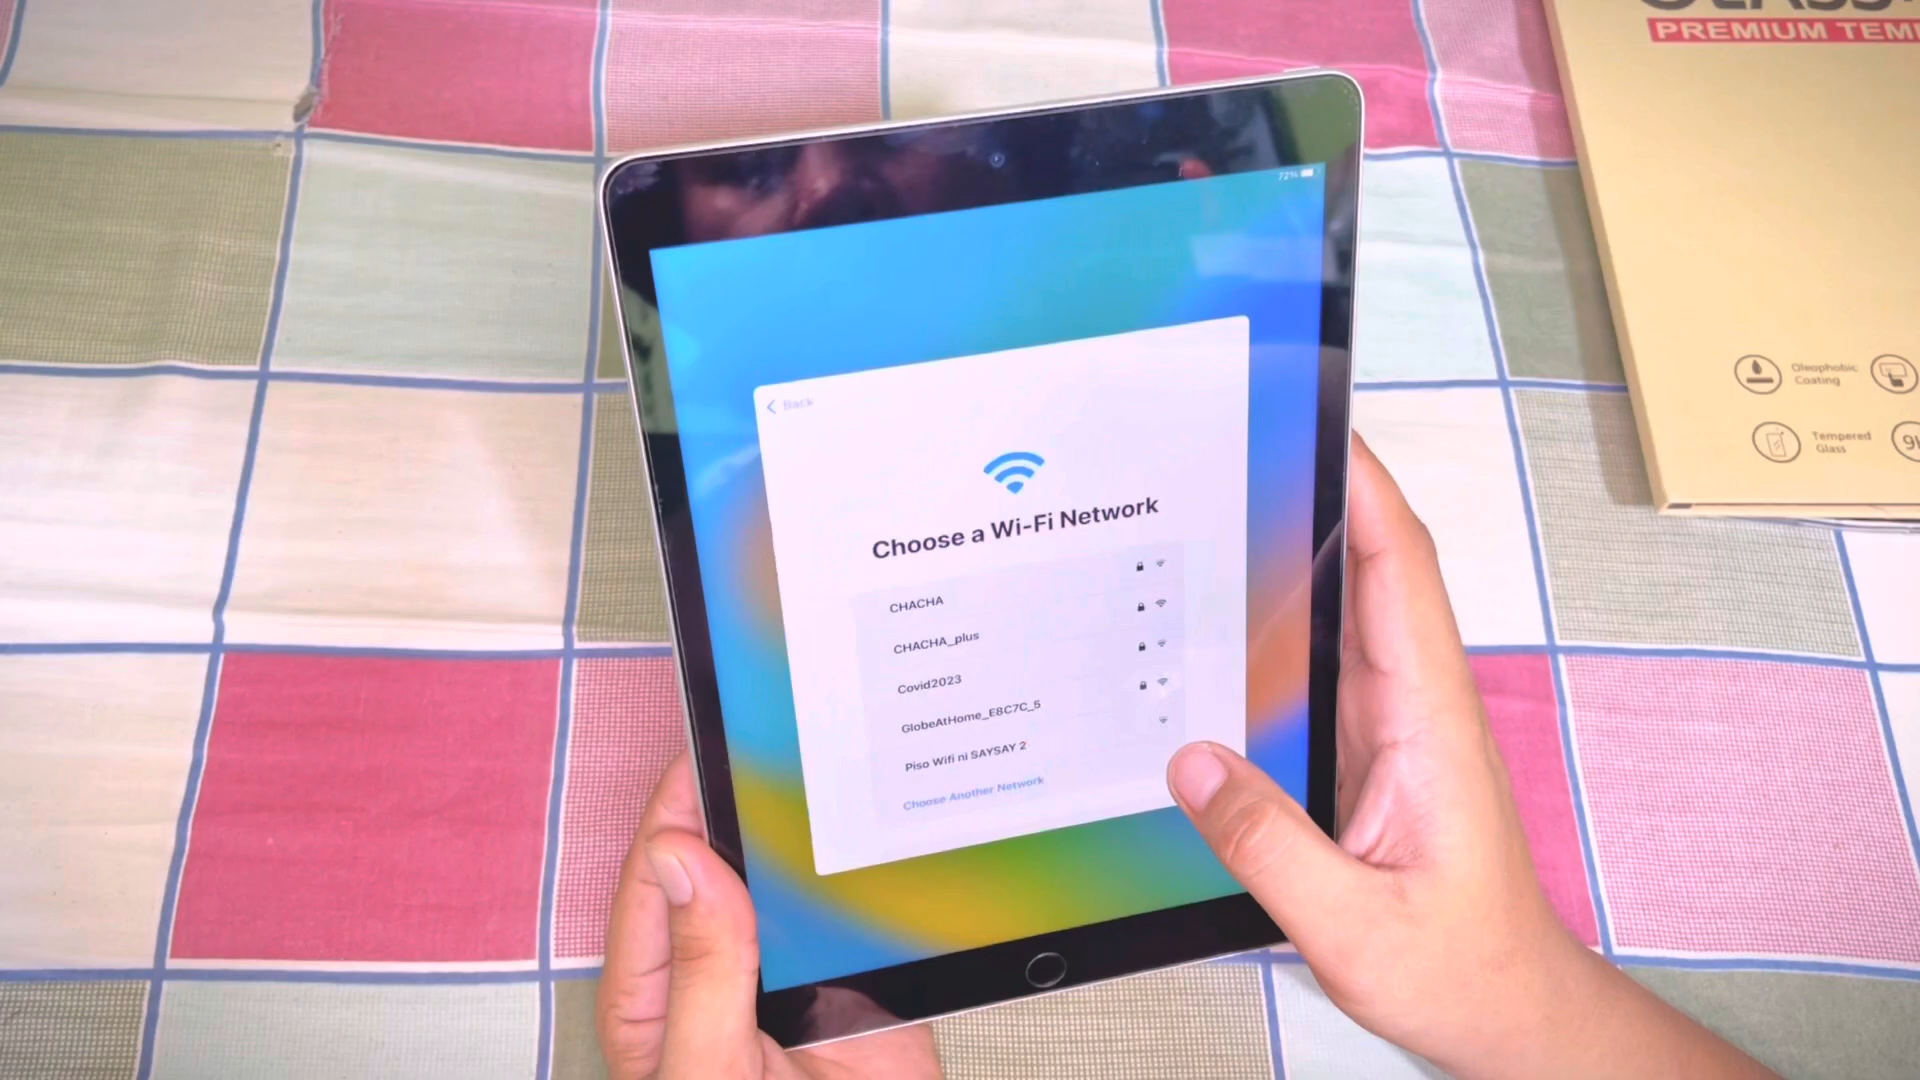 PREMIUM
72%
Back
Choose a Wi-Fi Network
CHACHA
CHACHA_plus
Covid2023
GlobeAtHome_E8C7C_5
Piso Wifi ni SAYSAY 2
Choose Another Network
Oleophobic
Coating
Tempered
Glass